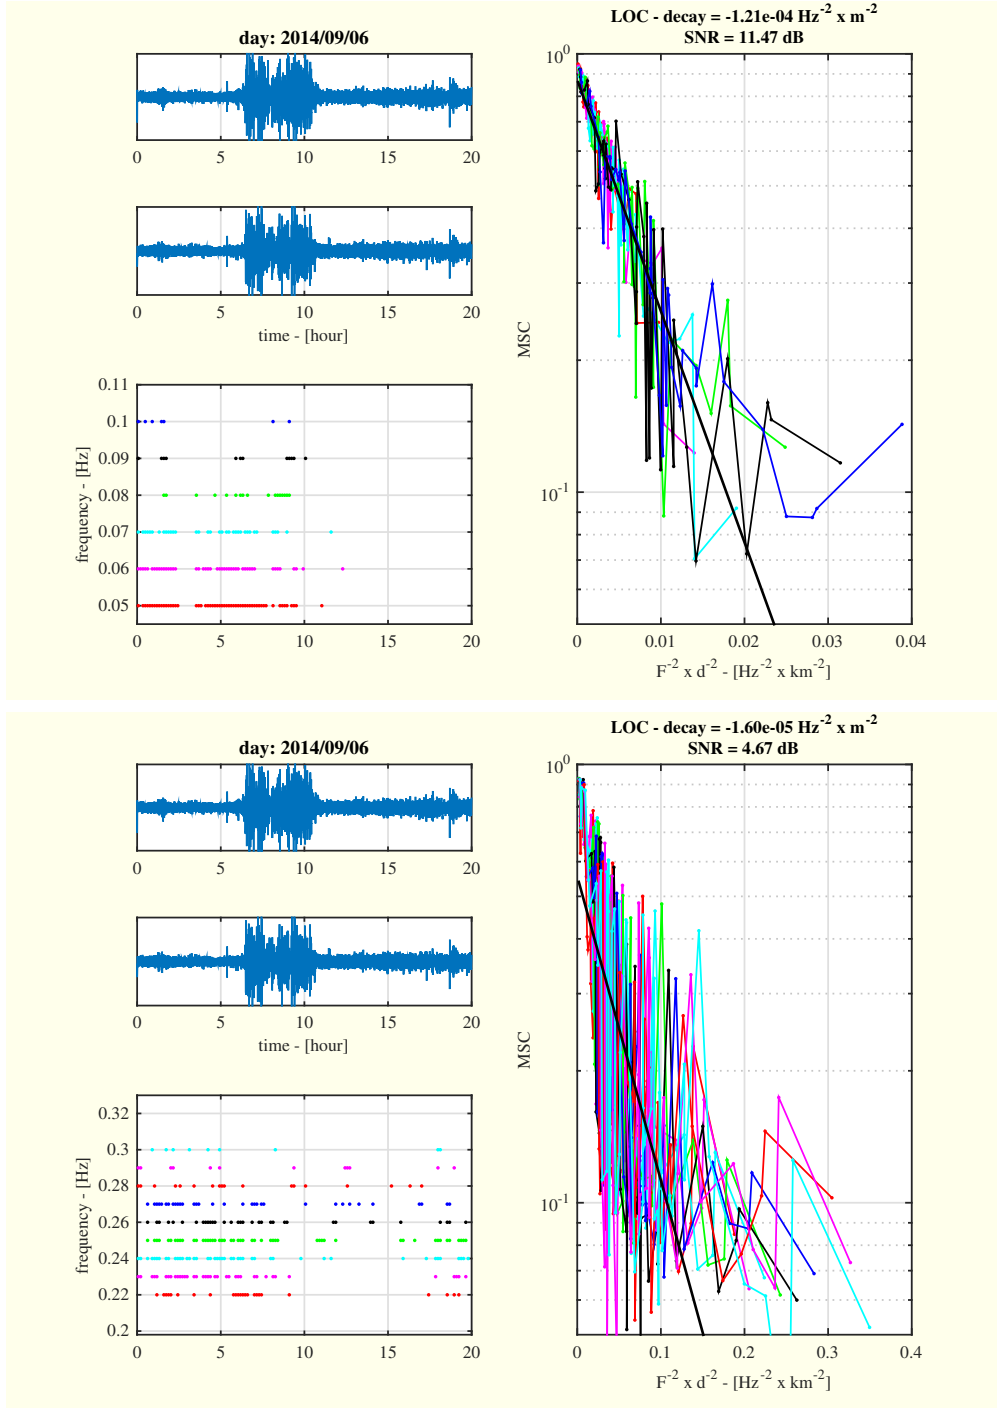 day: 2014/09/06
0 5 10 15 20
0 5 10 15 20
time - [hour]
frequency - [Hz]
0.11
0.1
0.09
0.08
0.07
0.06
0.05
0 5 10 15 20
LOC - decay = -1.21e-04 Hz^-2 x m^-2
SNR = 11.47 dB
MSC
10^0
10^-1
0 0.01 0.02 0.03 0.04
F^-2 x d^-2 - [Hz^-2 x km^-2]
day: 2014/09/06
0 5 10 15 20
0 5 10 15 20
time - [hour]
frequency - [Hz]
0.32
0.3
0.28
0.26
0.24
0.22
0.2
0 5 10 15 20
LOC - decay = -1.60e-05 Hz^-2 x m^-2
SNR = 4.67 dB
MSC
10^0
10^-1
0 0.1 0.2 0.3 0.4
F^-2 x d^-2 - [Hz^-2 x km^-2]